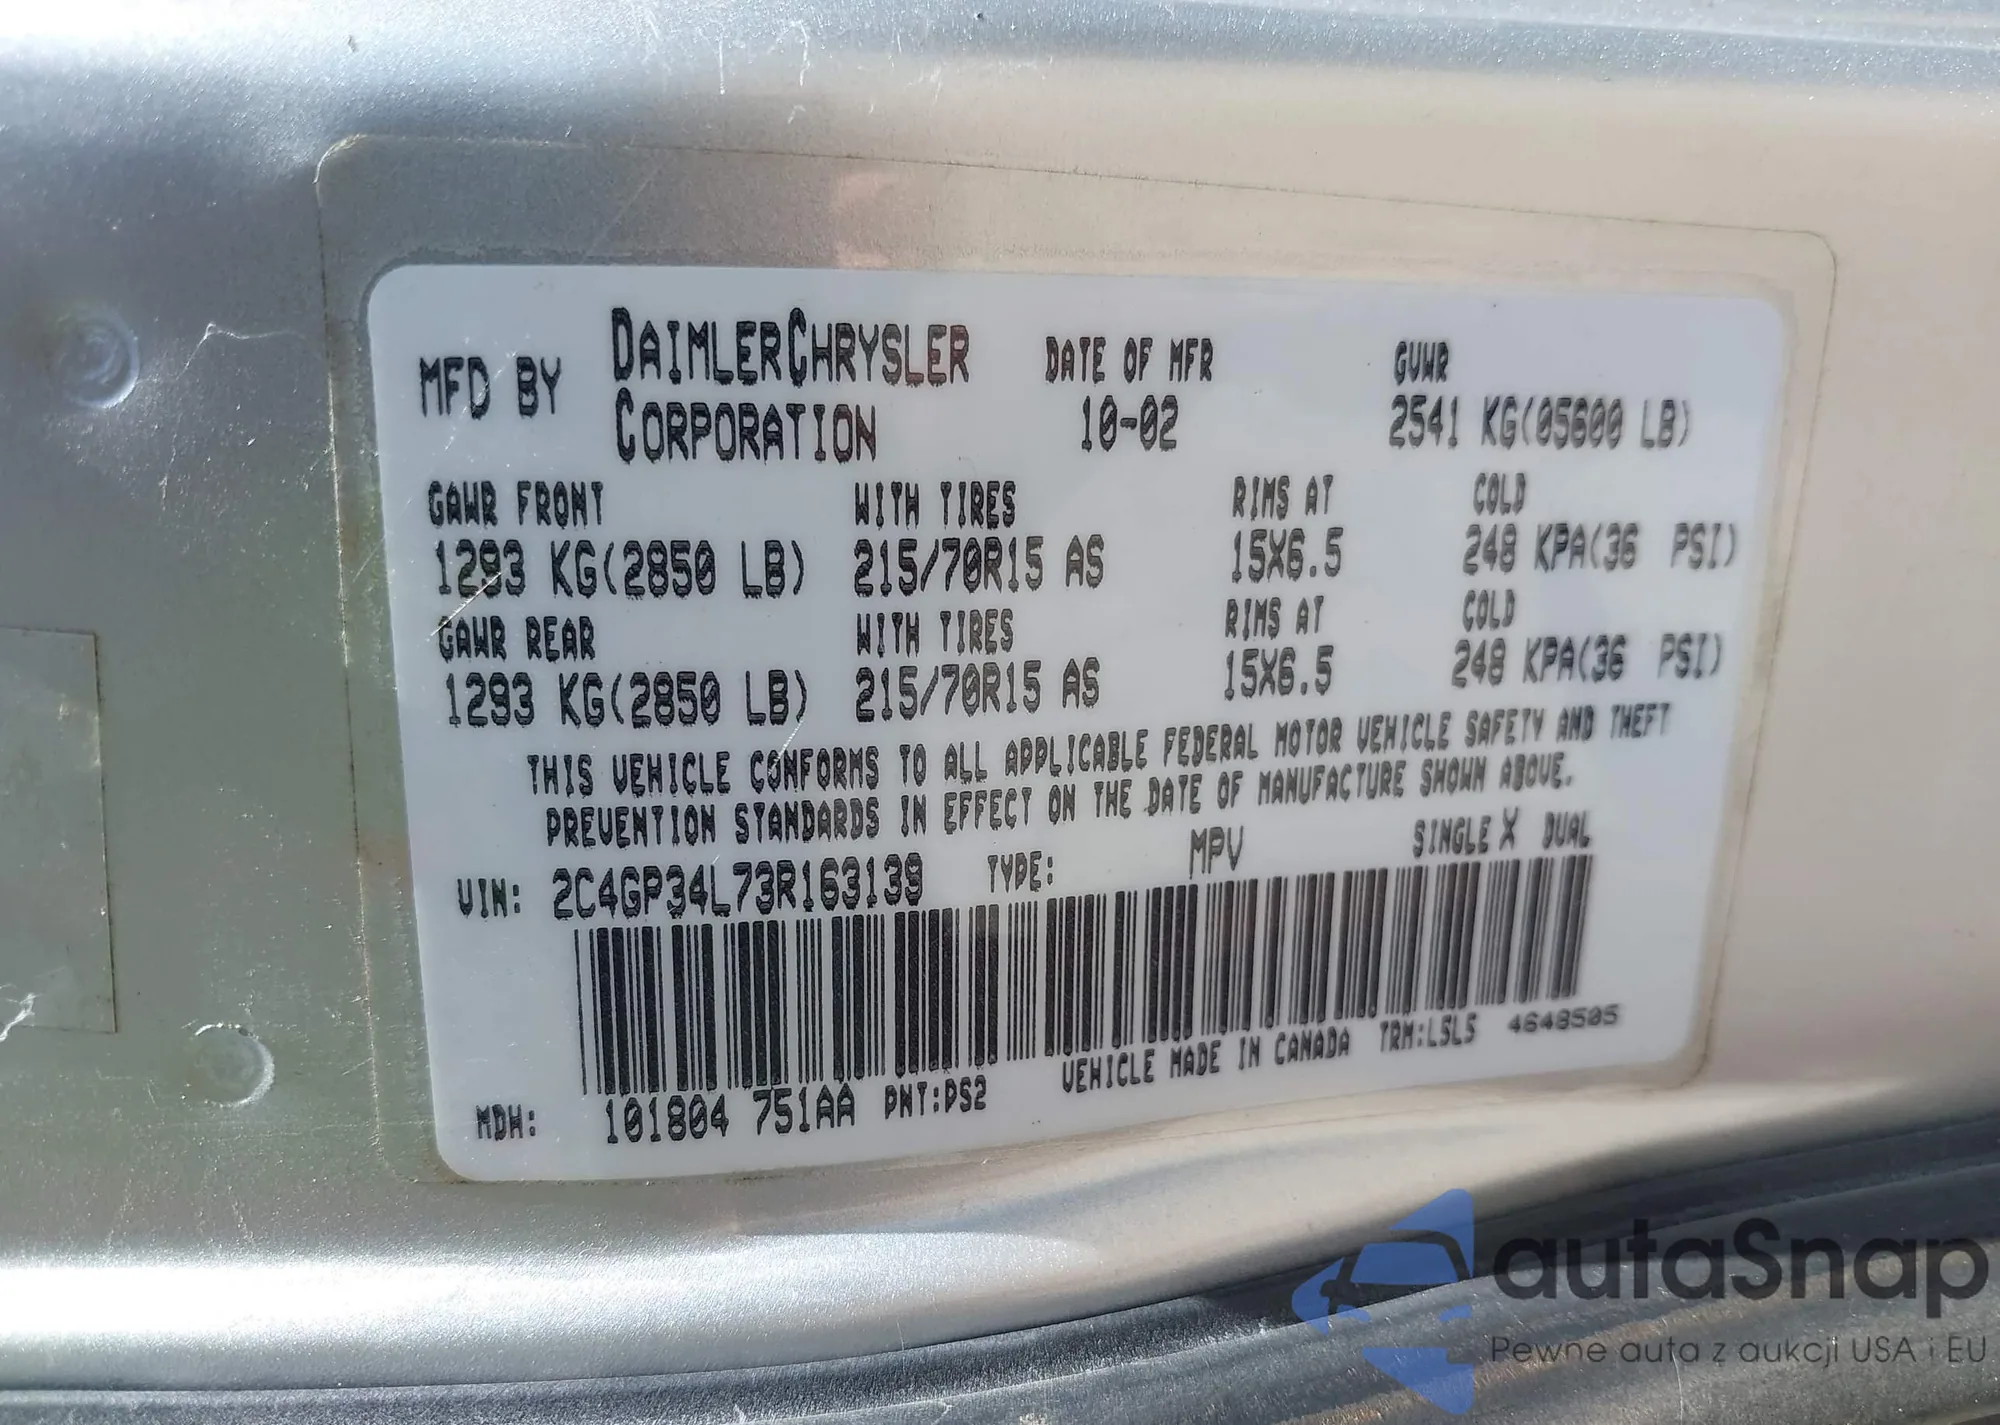 MFD BY DAIMLERCHRYSLER CORPORATION DATE OF MFR 10-02 GVWR 2541 KG(05600 LB)
GAWR FRONT WITH TIRES RIMS AT COLD
1293 KG(2850 LB) 215/70R15 AS 15X6.5 248 KPA(36 PSI)
GAWR REAR WITH TIRES RIMS AT COLD
1293 KG(2850 LB) 215/70R15 AS 15X6.5 248 KPA(36 PSI)
THIS VEHICLE CONFORMS TO ALL APPLICABLE FEDERAL MOTOR VEHICLE SAFETY AND THEFT
PREVENTION STANDARDS IN EFFECT ON THE DATE OF MANUFACTURE SHOWN ABOVE.
VIN: 2C4GP34L73R163139 TYPE: MPV SINGLE X DUAL
VEHICLE MADE IN CANADA TRM:L5L5 4648505
MDH: 101804 751AA PNT:PS2
autaSnap
Pewne auta z aukcji USA i EU